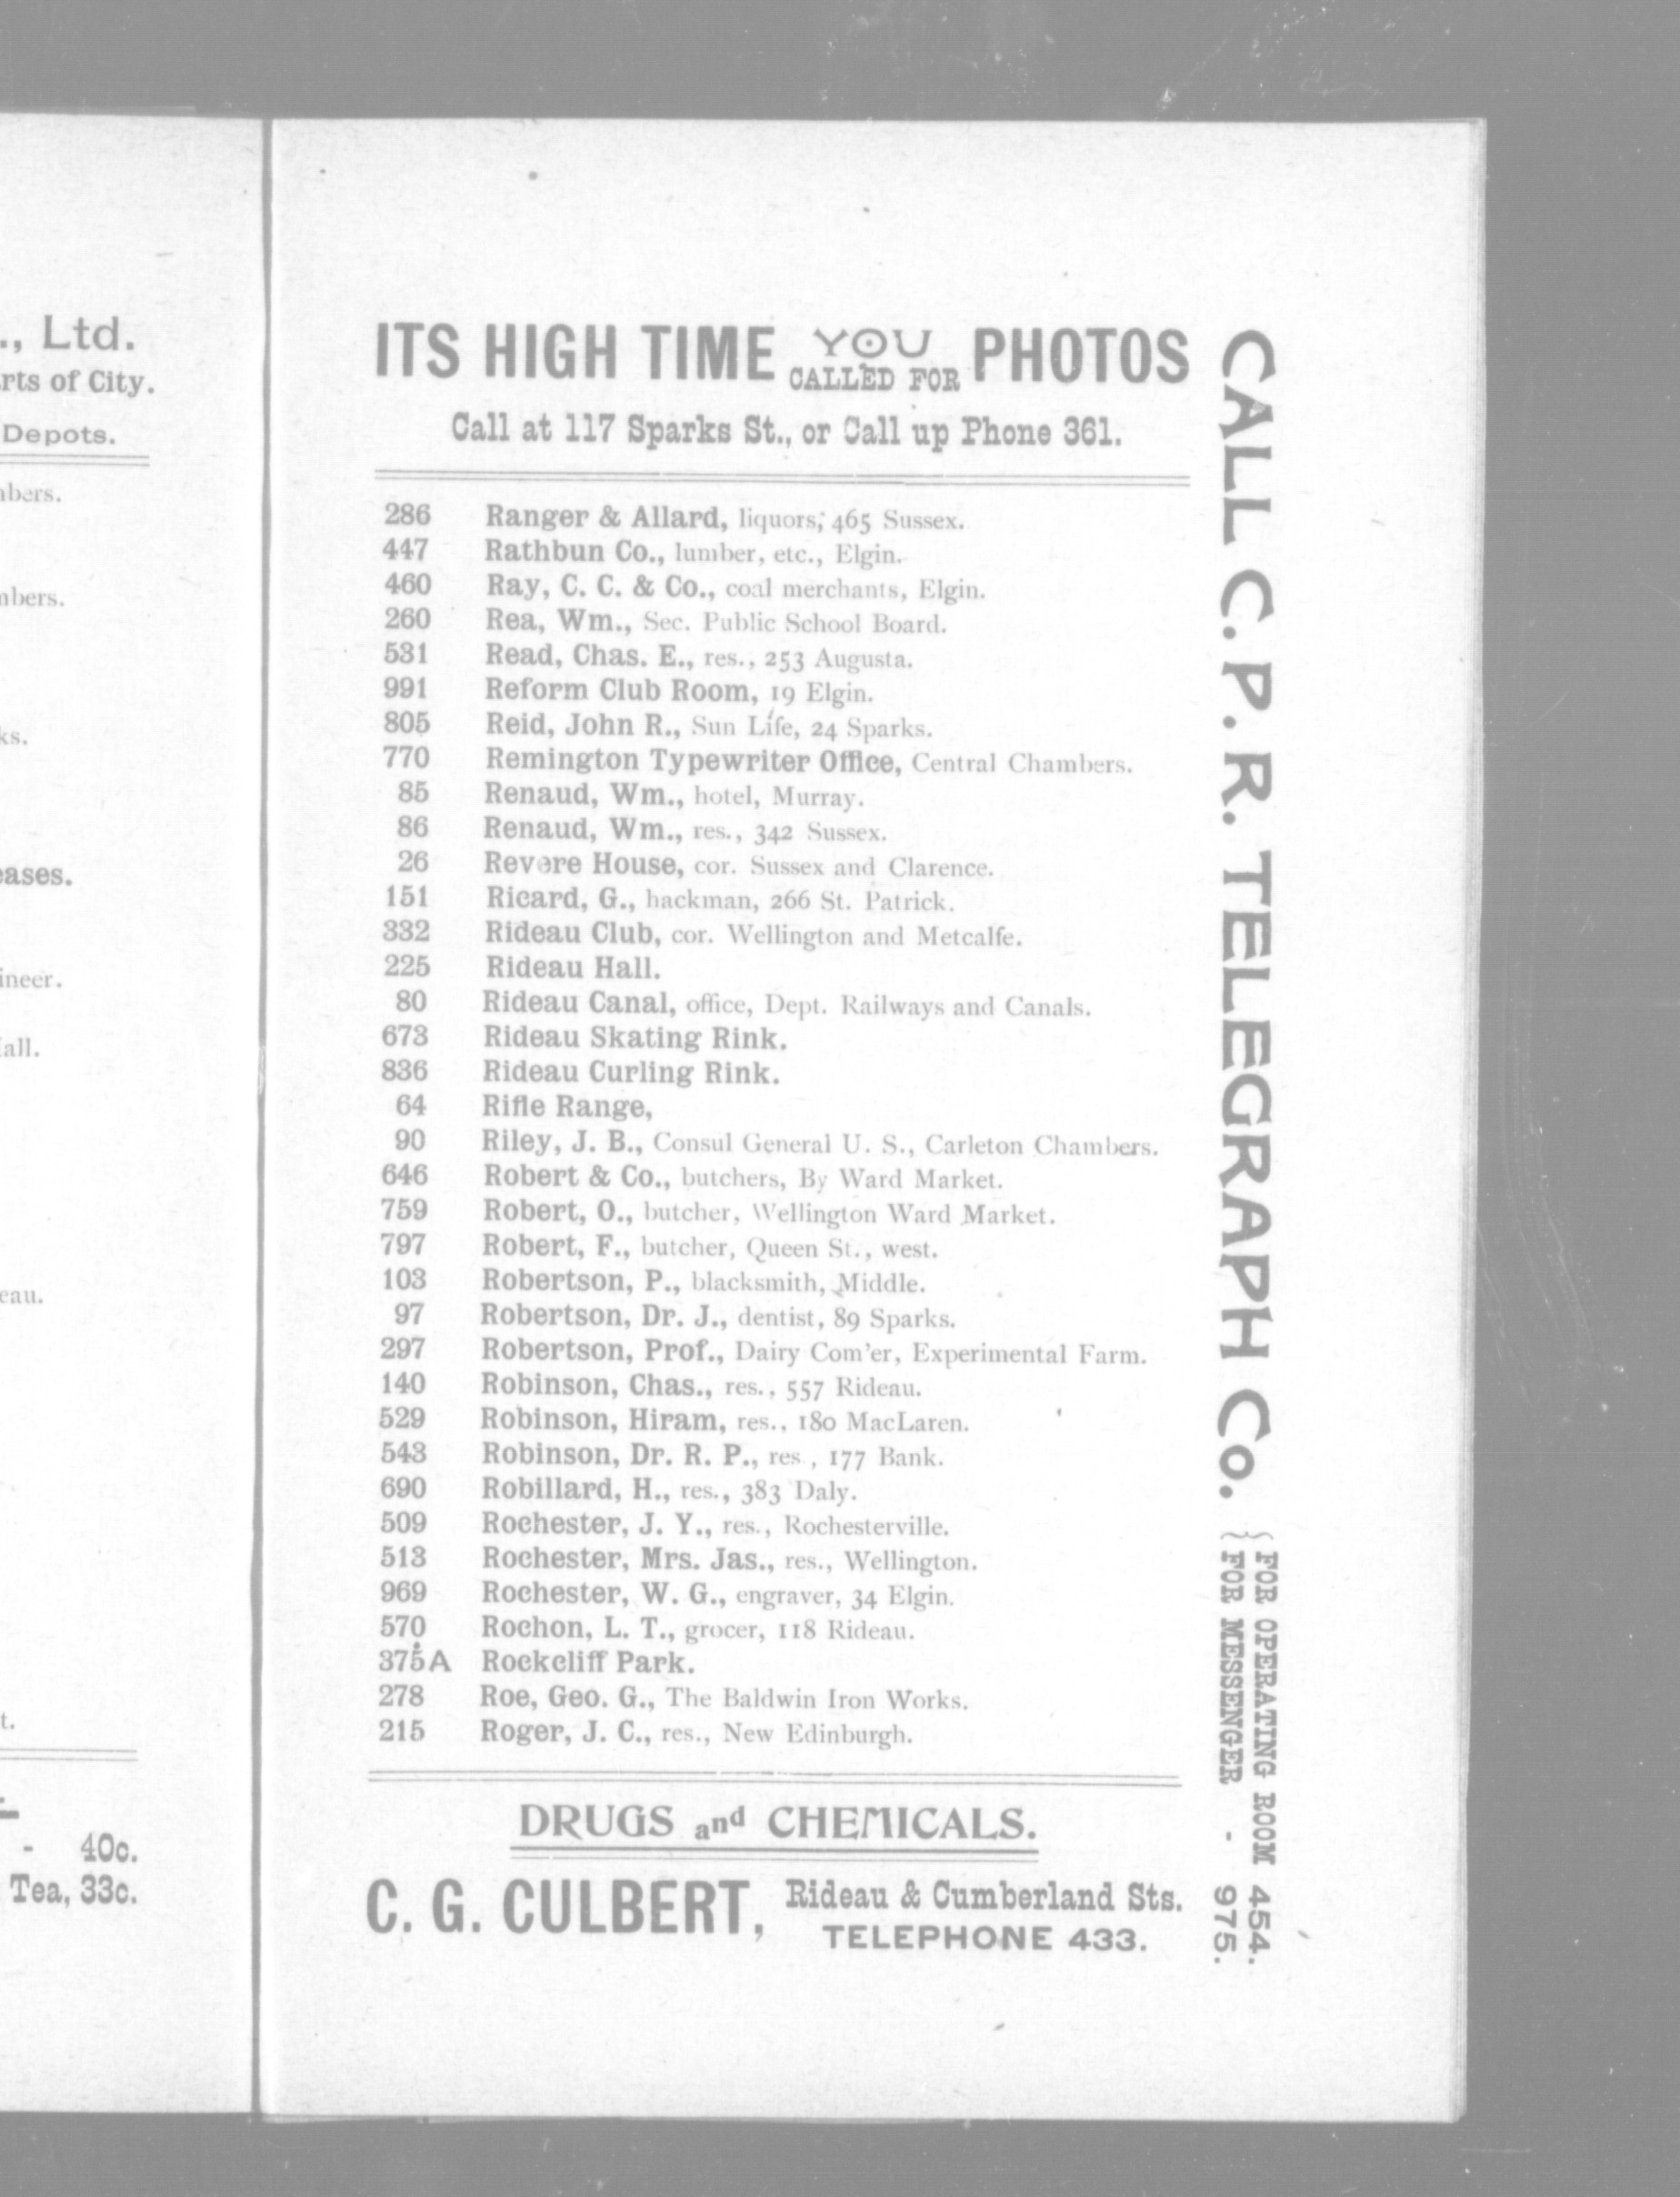 ., Ltd.
rts of City.
Depots.
bers.
mbers.
ks.
eases.
ineer.
all.
eau.
t.
- 40c.
Tea, 33c.
ITS HIGH TIME YOU CALLED FOR PHOTOS
Call at 117 Sparks St., or Call up Phone 361.
286 Ranger & Allard, liquors, 465 Sussex.
447 Rathbun Co., lumber, etc., Elgin.
460 Ray, C. C. & Co., coal merchants, Elgin.
260 Rea, Wm., Sec. Public School Board.
531 Read, Chas. E., res., 253 Augusta.
991 Reform Club Room, 19 Elgin.
805 Reid, John R., Sun Life, 24 Sparks.
770 Remington Typewriter Office, Central Chambers.
85 Renaud, Wm., hotel, Murray.
86 Renaud, Wm., res., 342 Sussex.
26 Revere House, cor. Sussex and Clarence.
151 Ricard, G., hackman, 266 St. Patrick.
332 Rideau Club, cor. Wellington and Metcalfe.
225 Rideau Hall.
80 Rideau Canal, office, Dept. Railways and Canals.
673 Rideau Skating Rink.
836 Rideau Curling Rink.
64 Rifle Range,
90 Riley, J. B., Consul General U. S., Carleton Chambers.
646 Robert & Co., butchers, By Ward Market.
759 Robert, O., butcher, Wellington Ward Market.
797 Robert, F., butcher, Queen St., west.
103 Robertson, P., blacksmith, Middle.
97 Robertson, Dr. J., dentist, 89 Sparks.
297 Robertson, Prof., Dairy Com'er, Experimental Farm.
140 Robinson, Chas., res., 557 Rideau.
529 Robinson, Hiram, res., 180 MacLaren.
543 Robinson, Dr. R. P., res , 177 Bank.
690 Robillard, H., res., 383 Daly.
509 Rochester, J. Y., res., Rochesterville.
513 Rochester, Mrs. Jas., res., Wellington.
969 Rochester, W. G., engraver, 34 Elgin.
570 Rochon, L. T., grocer, 118 Rideau.
375A Rockcliff Park.
278 Roe, Geo. G., The Baldwin Iron Works.
215 Roger, J. C., res., New Edinburgh.
DRUGS and CHEMICALS.
C. G. CULBERT, Rideau & Cumberland Sts.
TELEPHONE 433.
CALL C. P. R. TELEGRAPH Co.
FOR OPERATING ROOM 454.
FOR MESSENGER - 975.